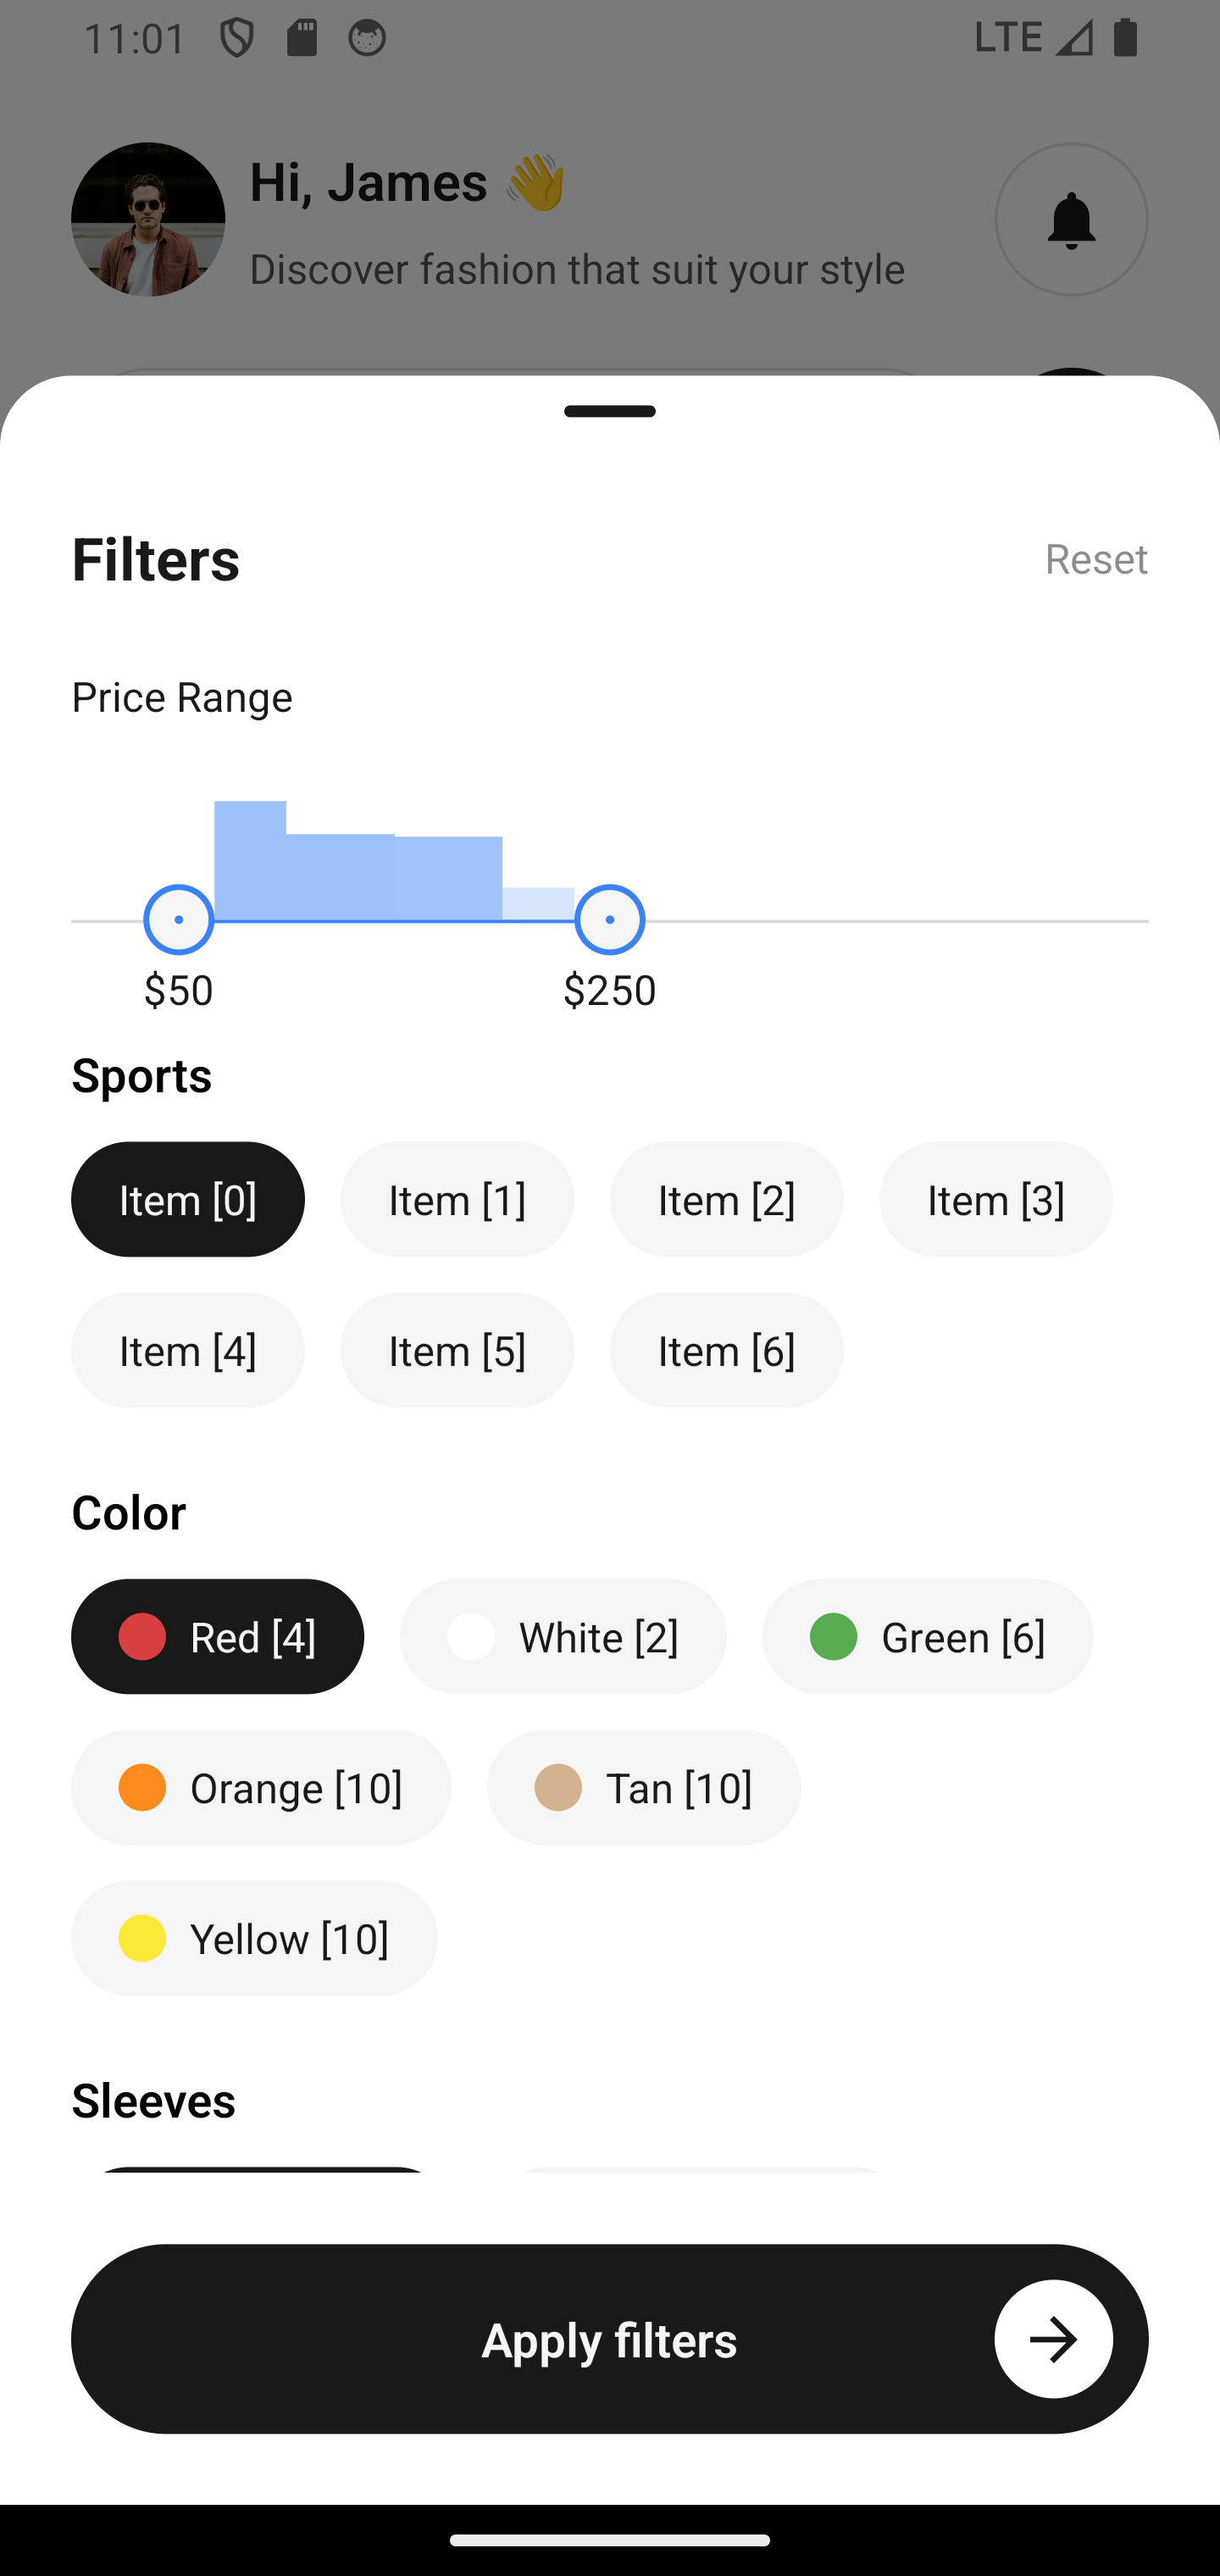 11:01 LTE
Hi, James 👋
Discover fashion that suit your style
Filters
Reset
Price Range
$50 $250
Sports
Item [0] Item [1] Item [2] Item [3]
Item [4] Item [5] Item [6]
Color
Red [4] White [2] Green [6]
Orange [10] Tan [10]
Yellow [10]
Sleeves
Apply filters